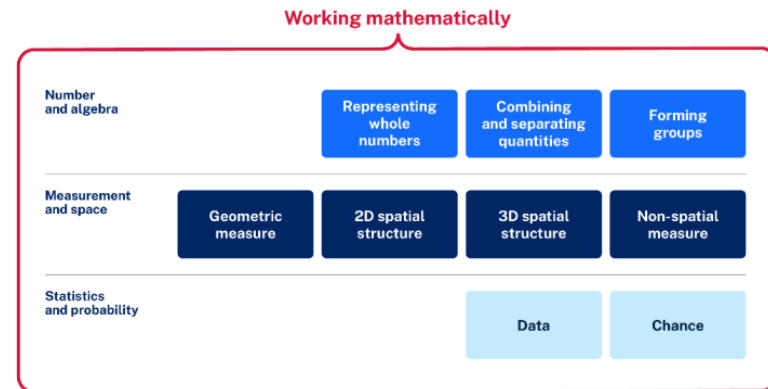 Working mathematically
Number
and algebra
Representing
whole
numbers
Combining
and separating
quantities
Forming
groups
Measurement
and space
Geometric
measure
2D spatial
structure
3D spatial
structure
Non-spatial
measure
Statistics
and probability
Data
Chance